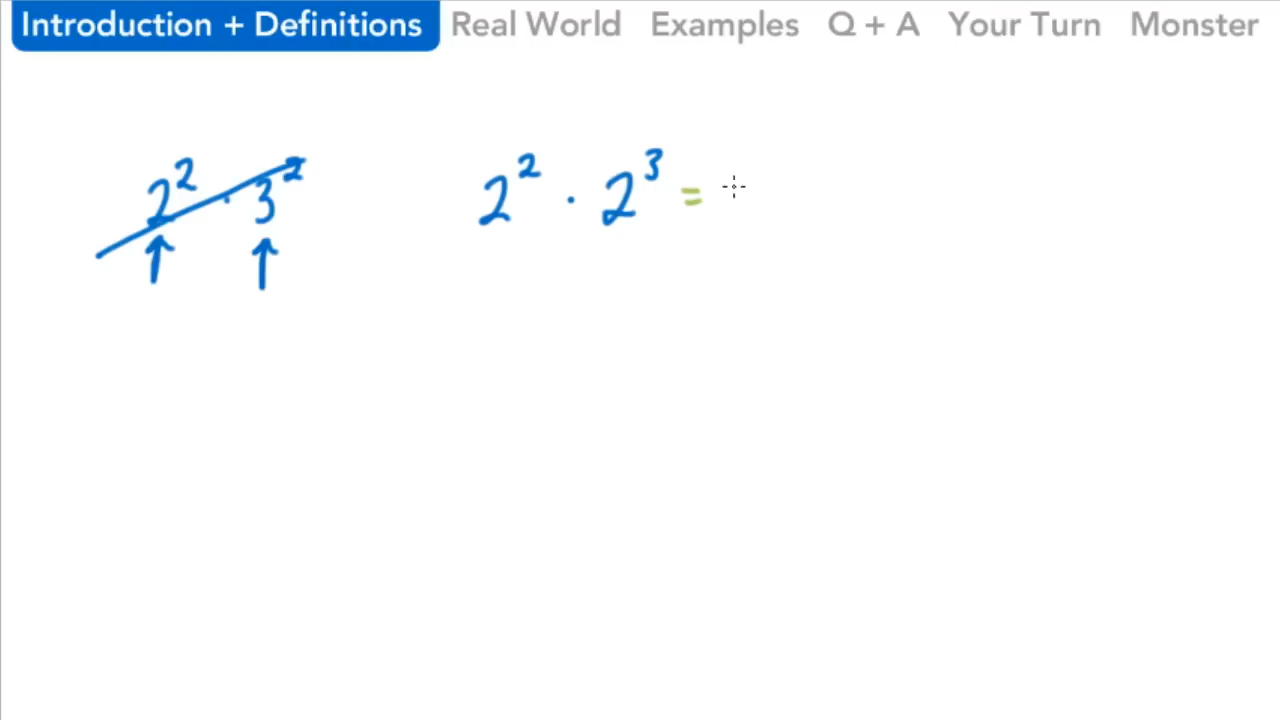 Introduction + Definitions Real World Examples Q + A Your Turn Monster
2² · 3² 2² · 2³ =